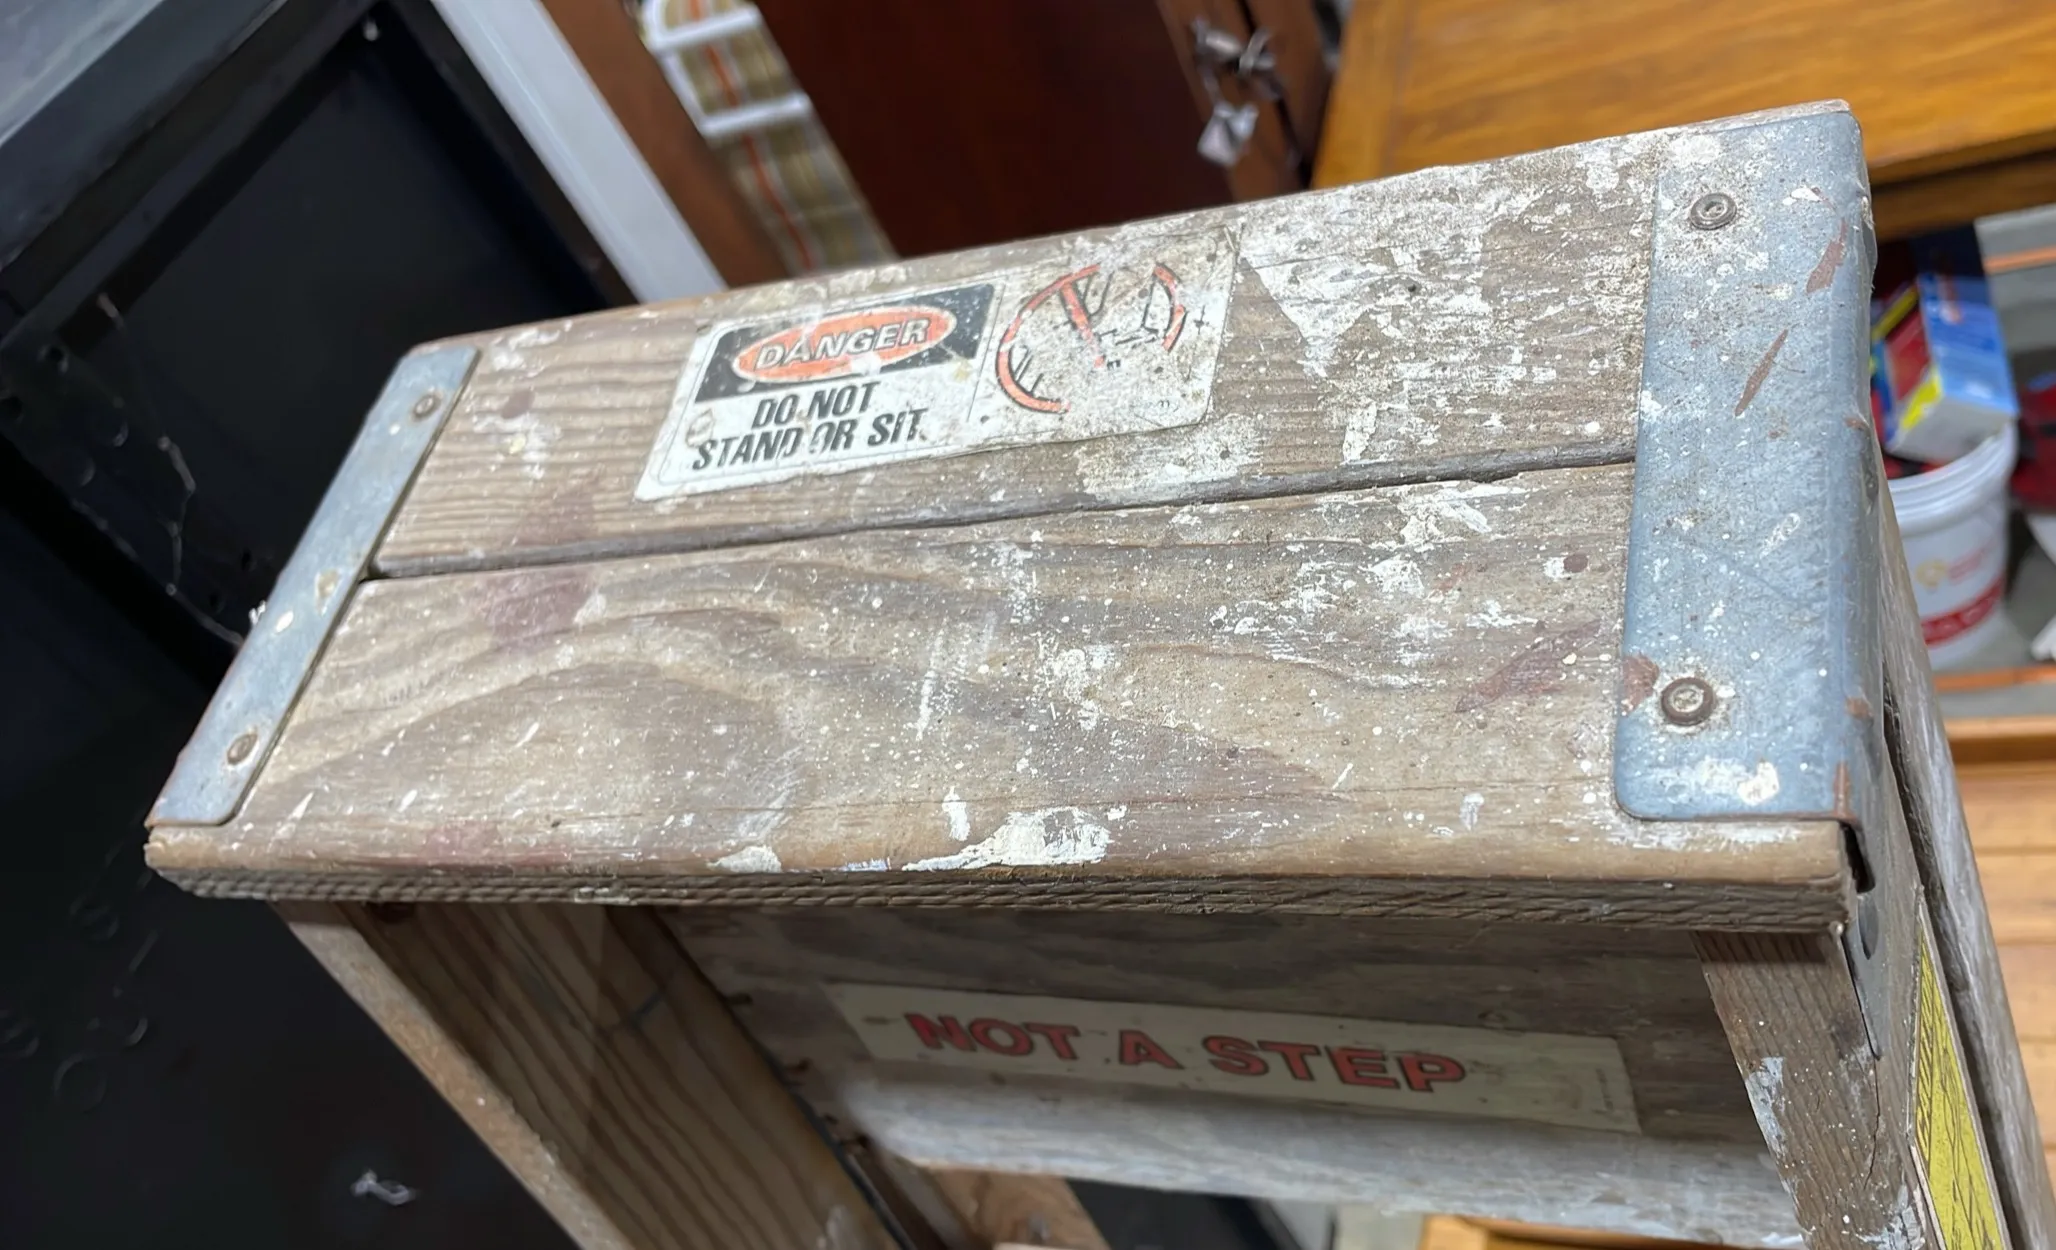 DANGER
DO NOT
STAND OR SIT
NOT A STEP